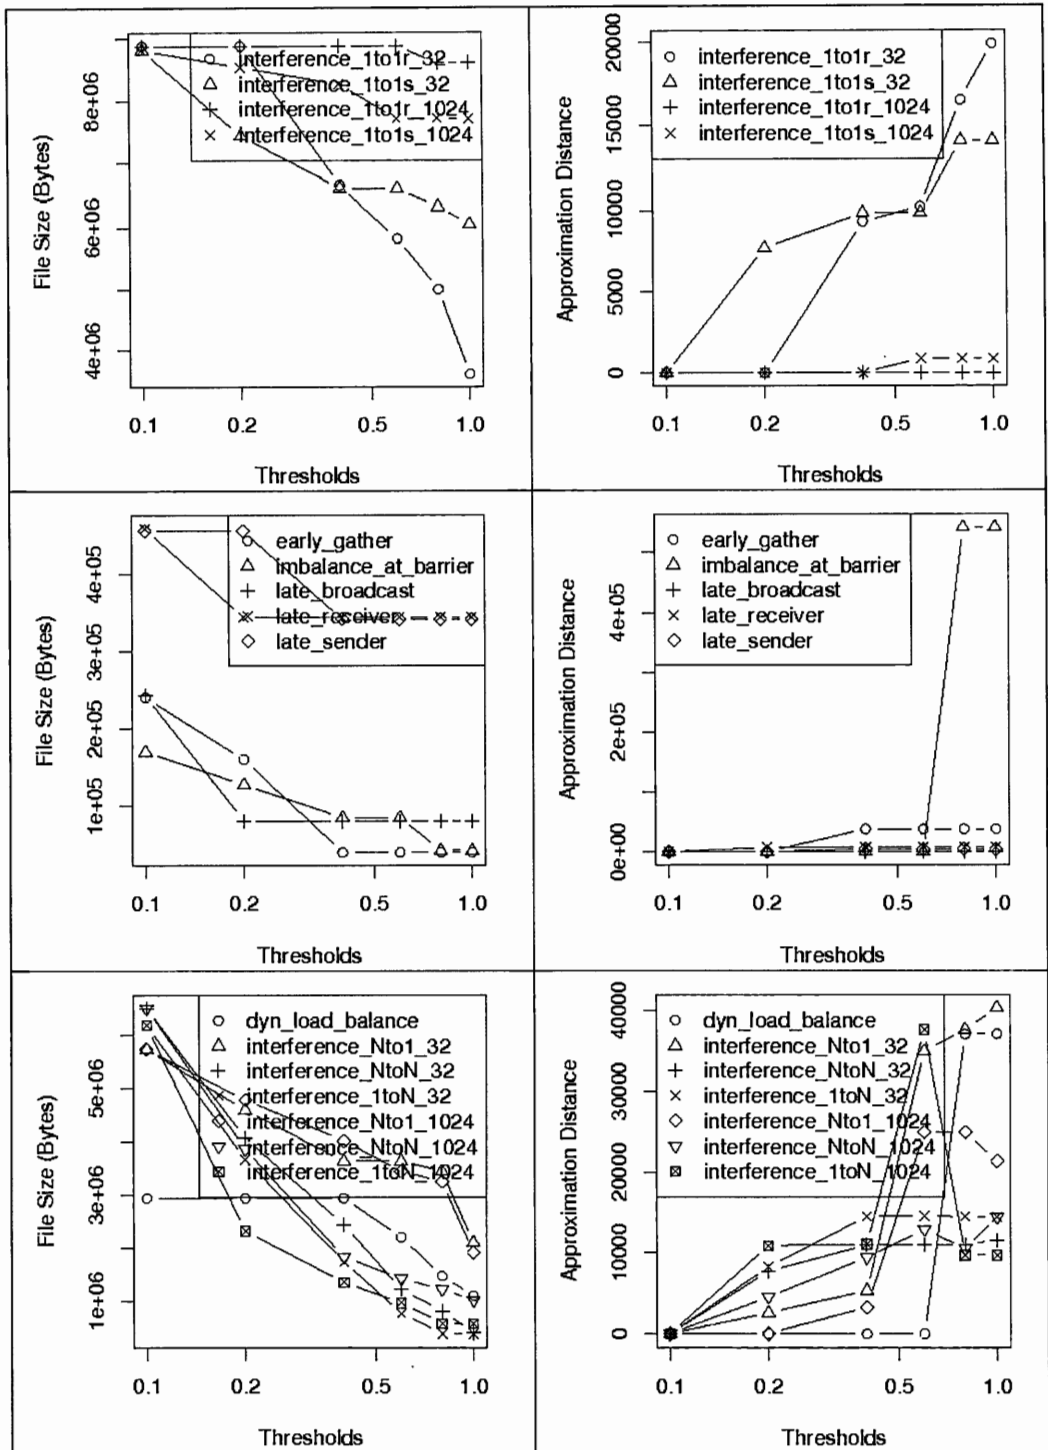 File Size (Bytes)
8e+06
6e+06
4e+06
interference_1to1r_32
interference_1to1s_32
interference_1to1r_1024
interference_1to1s_1024
0.1 0.2 0.5 1.0
Thresholds
Approximation Distance
20000
15000
10000
5000
0
interference_1to1r_32
interference_1to1s_32
interference_1to1r_1024
interference_1to1s_1024
0.1 0.2 0.5 1.0
Thresholds
File Size (Bytes)
4e+05
3e+05
2e+05
1e+05
early_gather
imbalance_at_barrier
late_broadcast
late_receiver
late_sender
0.1 0.2 0.5 1.0
Thresholds
Approximation Distance
4e+05
2e+05
0e+00
early_gather
imbalance_at_barrier
late_broadcast
late_receiver
late_sender
0.1 0.2 0.5 1.0
Thresholds
File Size (Bytes)
5e+06
3e+06
1e+06
dyn_load_balance
interference_Nto1_32
interference_NtoN_32
interference_1toN_32
interference_Nto1_1024
interference_NtoN_1024
interference_1toN_1024
0.1 0.2 0.5 1.0
Thresholds
Approximation Distance
40000
30000
20000
10000
0
dyn_load_balance
interference_Nto1_32
interference_NtoN_32
interference_1toN_32
interference_Nto1_1024
interference_NtoN_1024
interference_1toN_1024
0.1 0.2 0.5 1.0
Thresholds